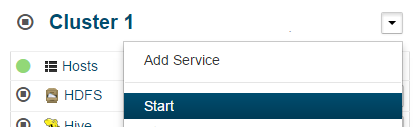 Cluster 1
Hosts
Add Service
HDFS
Start
Hive